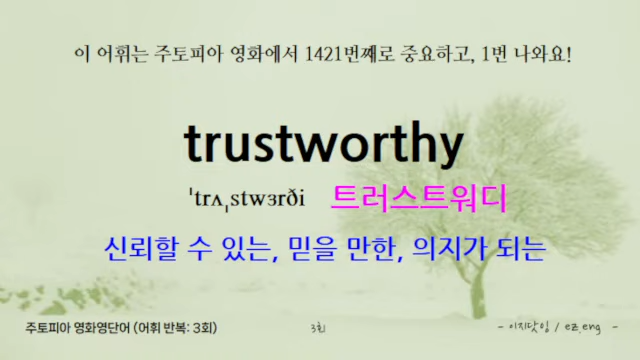 이 어휘는 주토피아 영화에서 1421번째로 중요하고, 1번 나와요!
trustworthy
ˈtrʌˌstwɜrði 트러스트워디
신뢰할 수 있는, 믿을 만한, 의지가 되는
주토피아 영화영단어 (어휘 반복: 3회) 3회 - 이지닷잉 / ez.eng -